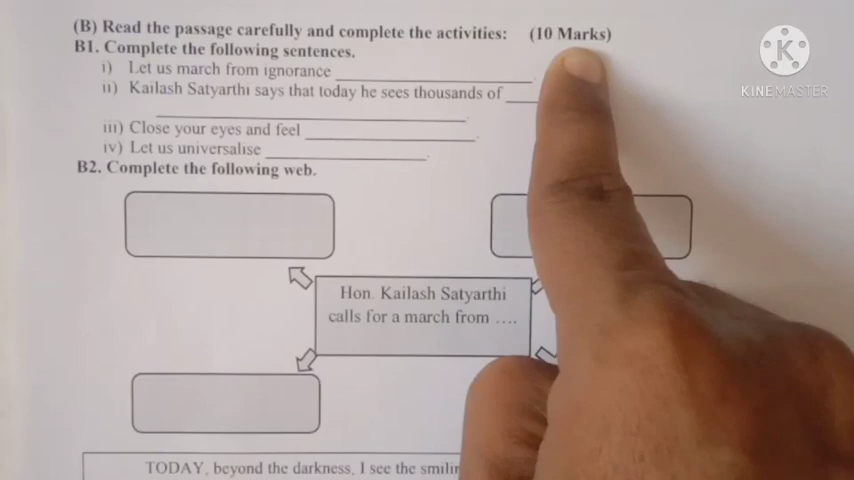 (B) Read the passage carefully and complete the activities: (10 Marks)
B1. Complete the following sentences.
i) Let us march from ignorance
ii) Kailash Satyarthi says that today he sees thousands of
iii) Close your eyes and feel
iv) Let us universalise
B2. Complete the following web.
Hon. Kailash Satyarthi
calls for a march from ....
TODAY, beyond the darkness, I see the
KINEMASTER